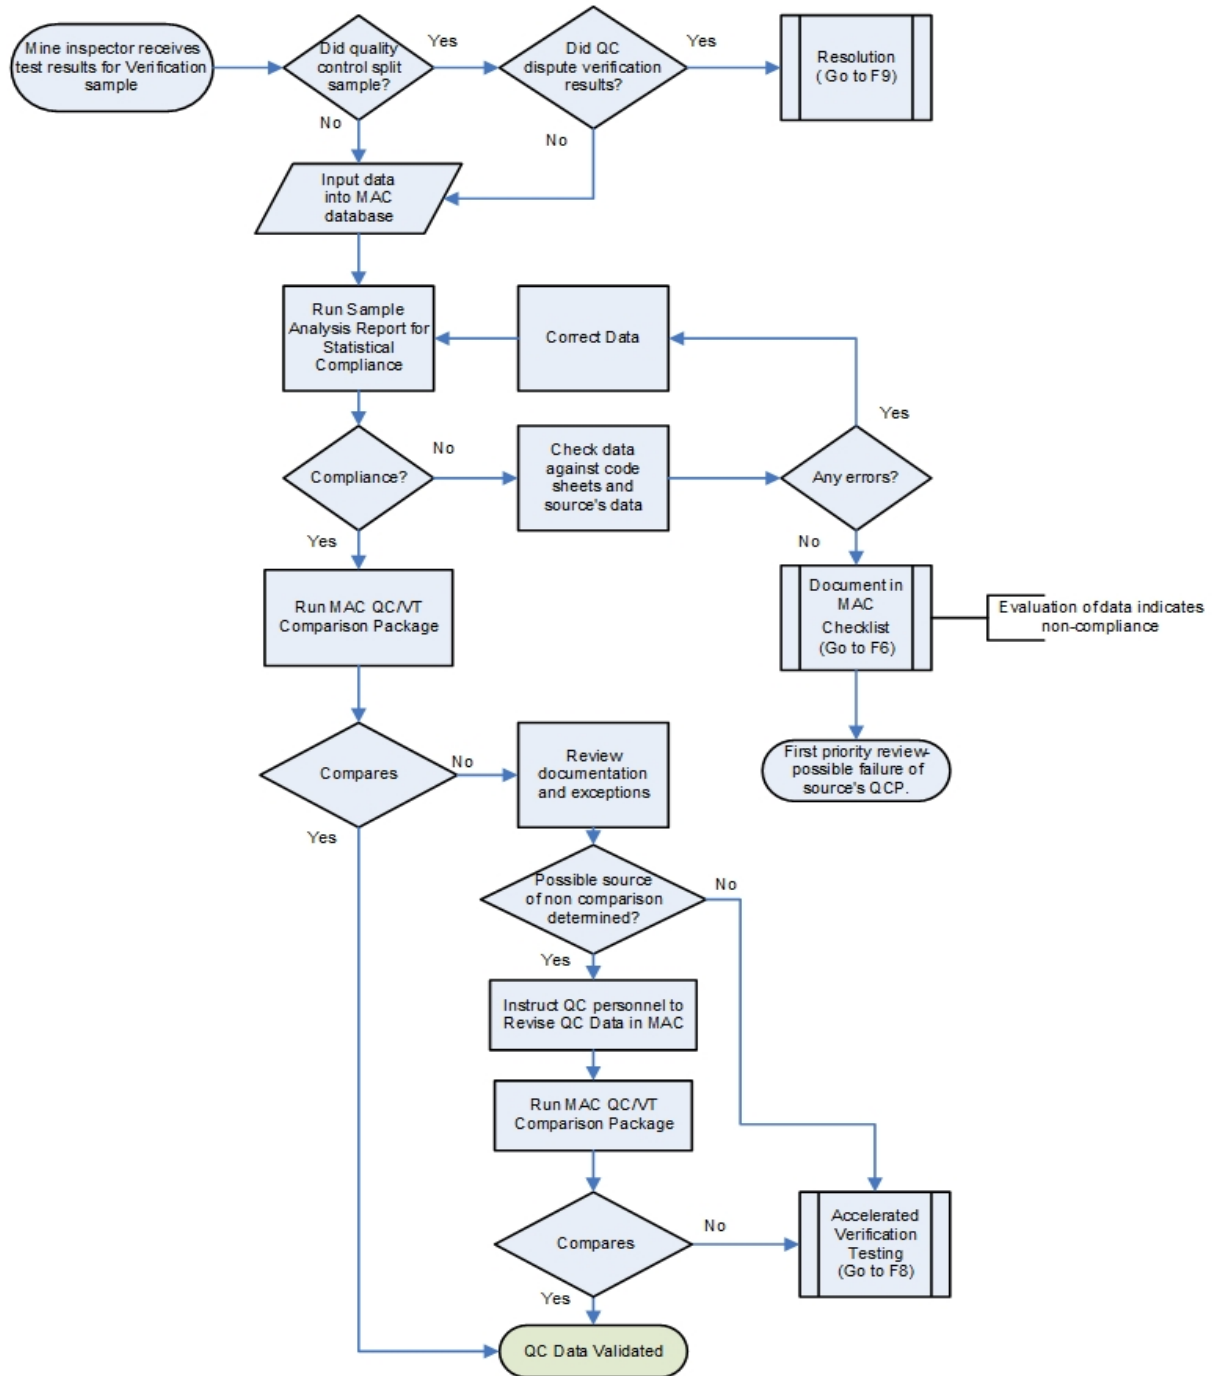 Mine inspector receives
test results for Verification
sample
Did quality
control split
sample?
Yes
Did QC
dispute verification
results?
Yes
Resolution
( Go to F9)
No
No
Input data
into MAC
database
Run Sample
Analysis Report for
Statistical
Compliance
Correct Data
Yes
Compliance?
No
Check data
against code
sheets and
source's data
Any errors?
Yes
No
Run MAC QC/VT
Comparison Package
Document in
MAC
Checklist
(Go to F6)
Evaluation of data indicates
non-compliance
Compares
No
Review
documentation
and exceptions
First priority review-
possible failure of
source's QCP.
Yes
Possible source
of non comparison
determined?
No
Yes
Instruct QC personnel to
Revise QC Data in MAC
Run MAC QC/VT
Comparison Package
Compares
No
Accelerated
Verification
Testing
(Go to F8)
Yes
QC Data Validated